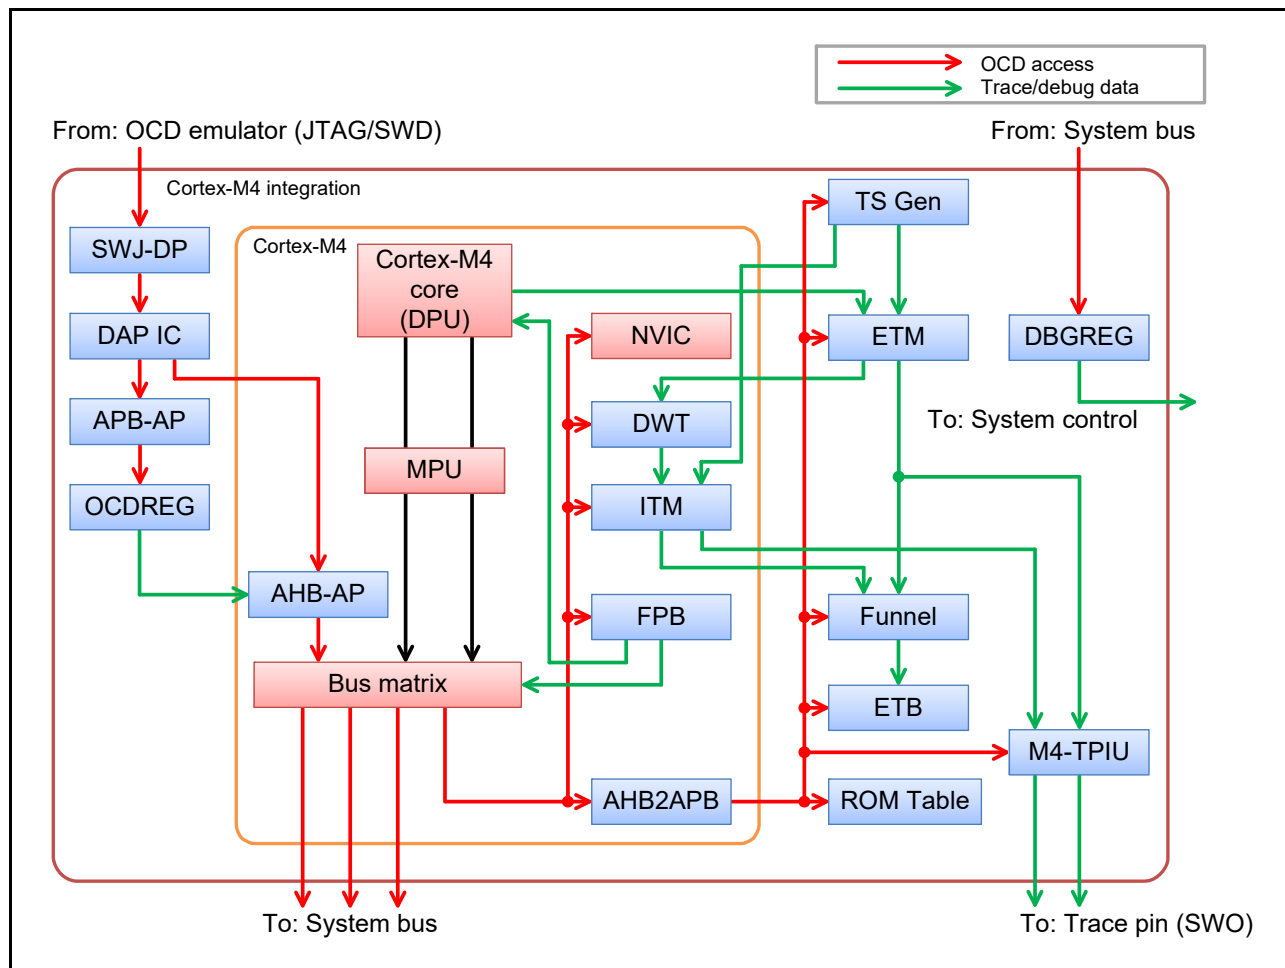 OCD access
Trace/debug data
From: OCD emulator (JTAG/SWD)
From: System bus
Cortex-M4 integration
TS Gen
SWJ-DP
Cortex-M4
Cortex-M4
core
(DPU)
DAP IC
NVIC
ETM
DBGREG
APB-AP
DWT
To: System control
MPU
OCDREG
ITM
AHB-AP
FPB
Funnel
Bus matrix
ETB
M4-TPIU
AHB2APB
ROM Table
To: System bus
To: Trace pin (SWO)